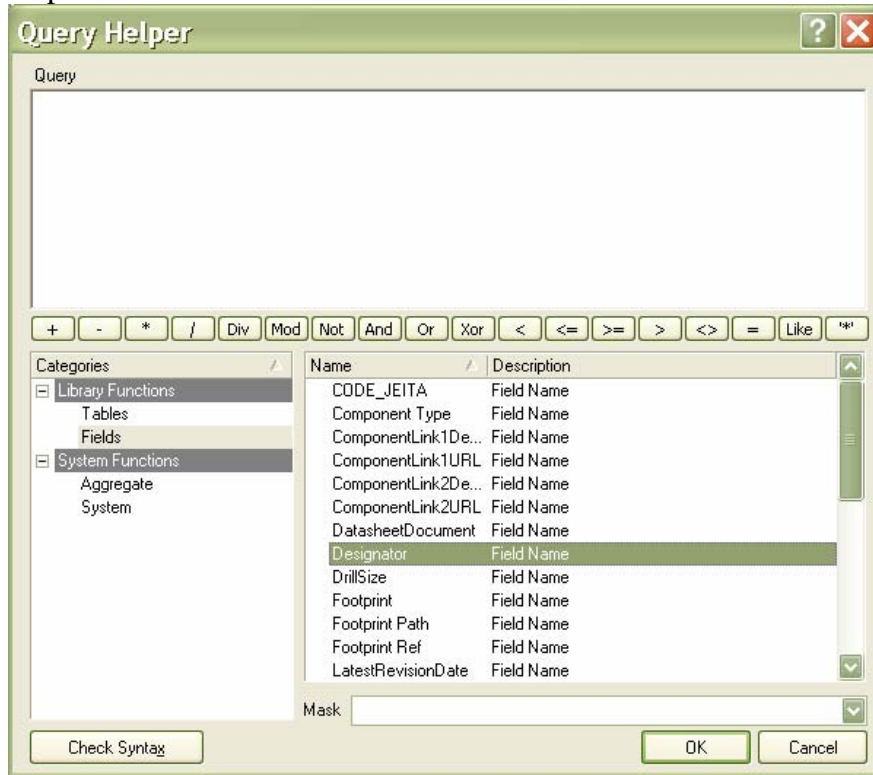 Query Helper
Query
+ - * / Div Mod Not And Or Xor < <= >= > <> = Like '*'
Categories
Library Functions
Tables
Fields
System Functions
Aggregate
System
Name Description
CODE_JEITA Field Name
Component Type Field Name
ComponentLink1De... Field Name
ComponentLink1URL Field Name
ComponentLink2De... Field Name
ComponentLink2URL Field Name
DatasheetDocument Field Name
Designator Field Name
DrillSize Field Name
Footprint Field Name
Footprint Path Field Name
Footprint Ref Field Name
LatestRevisionDate Field Name
Mask
Check Syntax OK Cancel